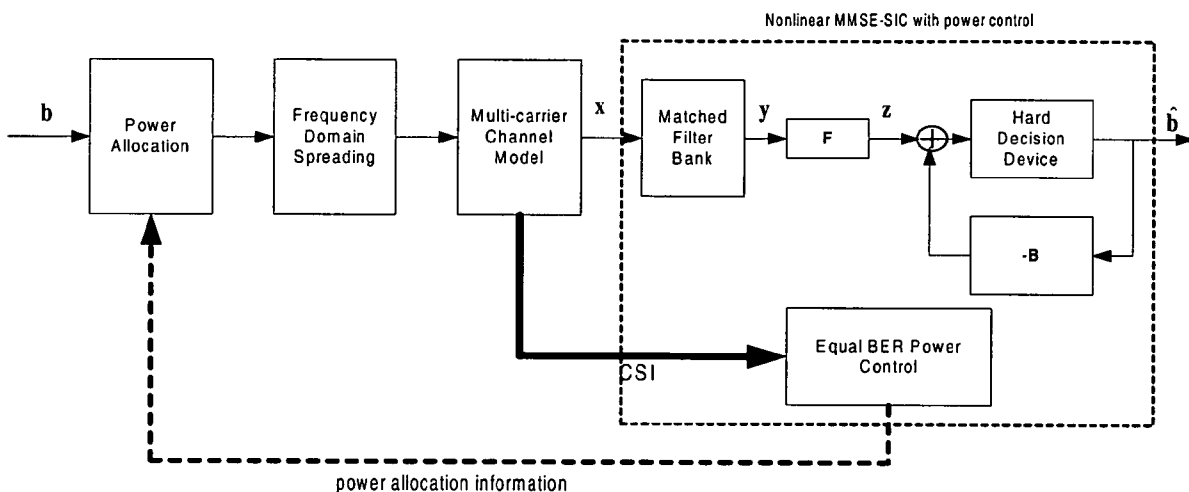 Nonlinear MMSE-SIC with power control
b
Power
Allocation
Frequency
Domain
Spreading
Multi-carrier
Channel
Model
x
Matched
Filter
Bank
y
F
z
Hard
Decision
Device
b̂
-B
Equal BER Power
Control
CSI
power allocation information